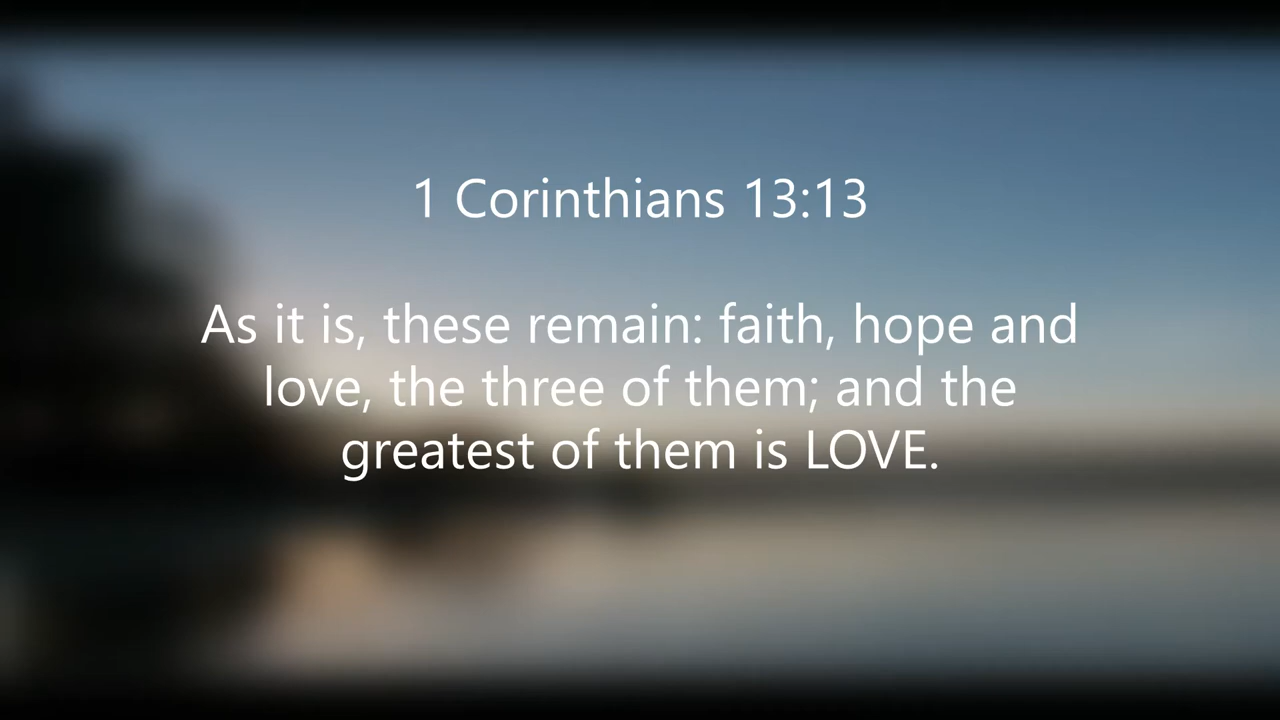 1 Corinthians 13:13
As it is, these remain: faith, hope and
love, the three of them; and the
greatest of them is LOVE.